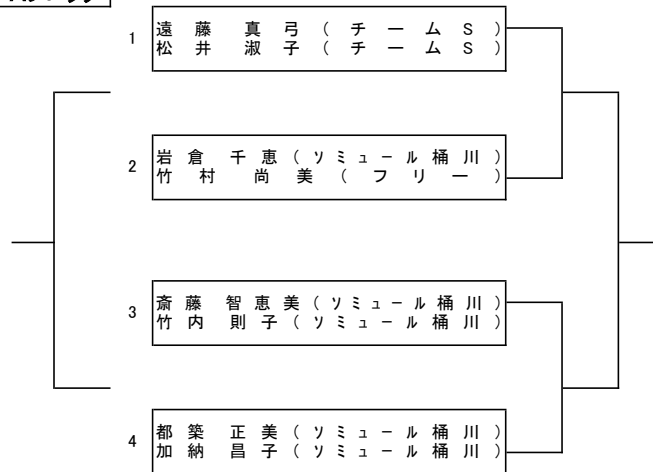 1
遠藤 真弓(チームS)
松井 淑子(チームS)
2
岩倉 千恵(ソミュール桶川)
竹村 尚美(フリー)
3
斎藤 智恵美(ソミュール桶川)
竹内 則子(ソミュール桶川)
4
都築 正美(ソミュール桶川)
加納 昌子(ソミュール桶川)